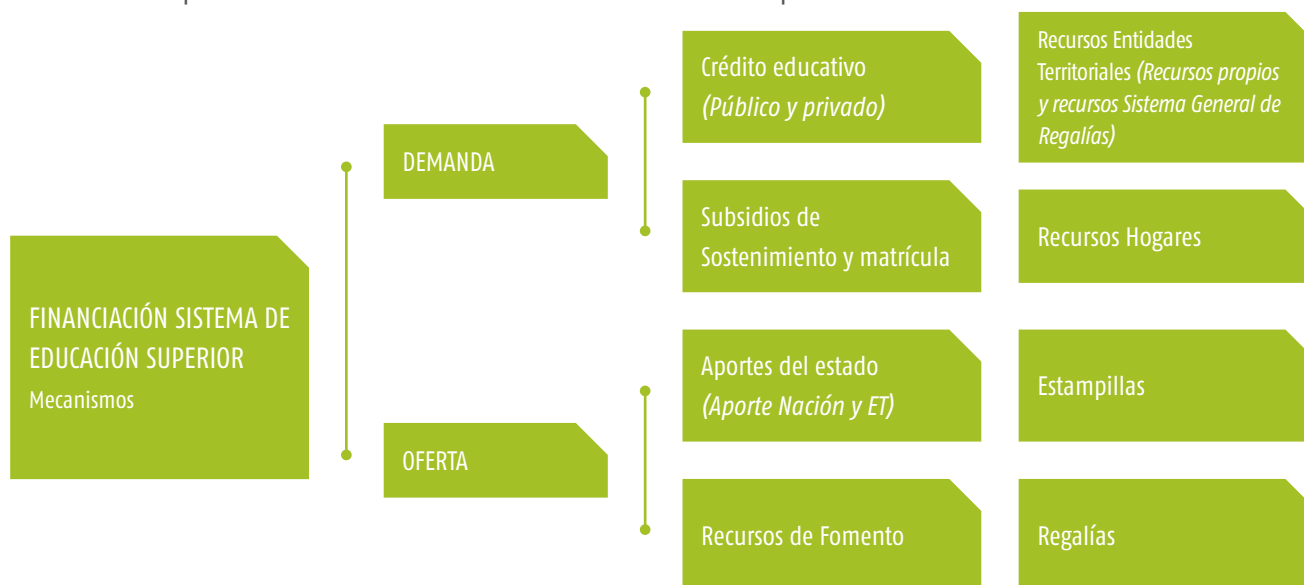 FINANCIACIÓN SISTEMA DE
EDUCACIÓN SUPERIOR
Mecanismos
DEMANDA
Crédito educativo
(Público y privado)
Recursos Entidades
Territoriales (Recursos propios
y recursos Sistema General de
Regalías)
Subsidios de
Sostenimiento y matrícula
Recursos Hogares
OFERTA
Aportes del estado
(Aporte Nación y ET)
Estampillas
Recursos de Fomento
Regalías